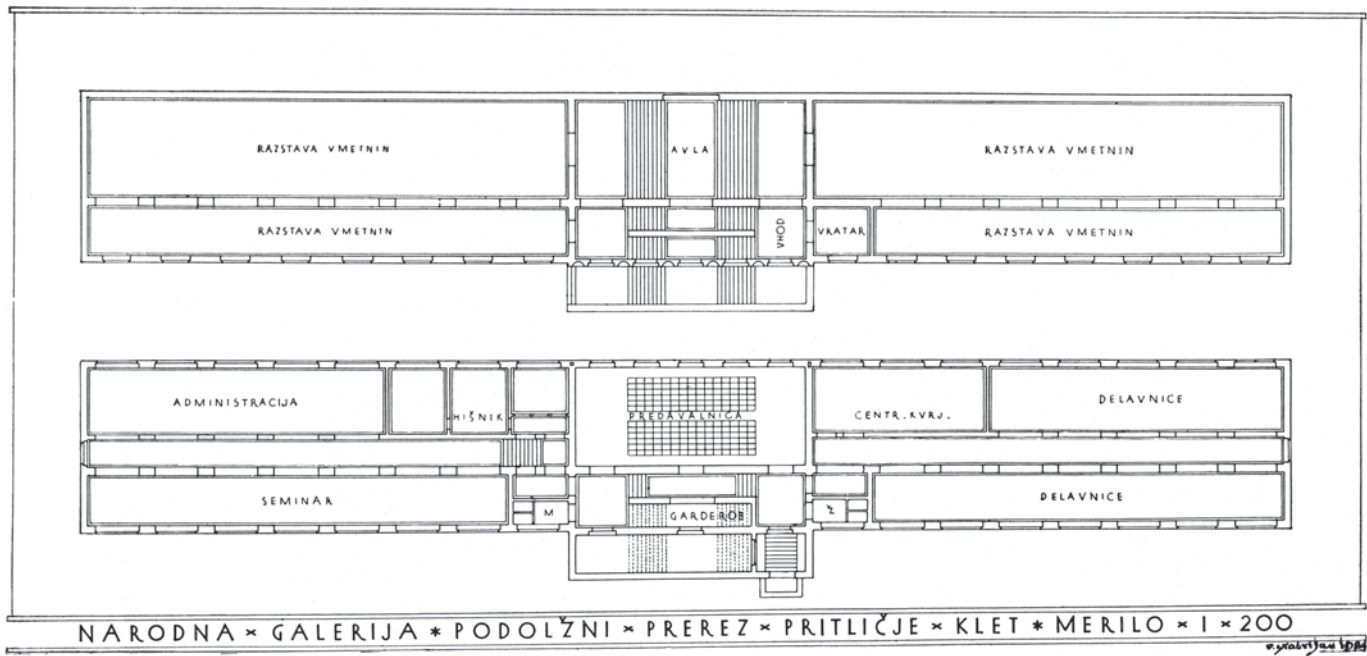 RAZSTAVA VMETNIN
AVLA
RAZSTAVA VMETNIN
RAZSTAVA VMETNIN
VHOD
VRATAR
RAZSTAVA VMETNIN
ADMINISTRACIJA
HIŠNIK
PREDAVALNICA
CENTR. KVRJ.
DELAVNICE
SEMINAR
M
GARDEROB
Ž
DELAVNICE
NARODNA × GALERIJA * PODOLŽNI × PREREZ × PRITLIČJE × KLET * MERILO × 1 × 200